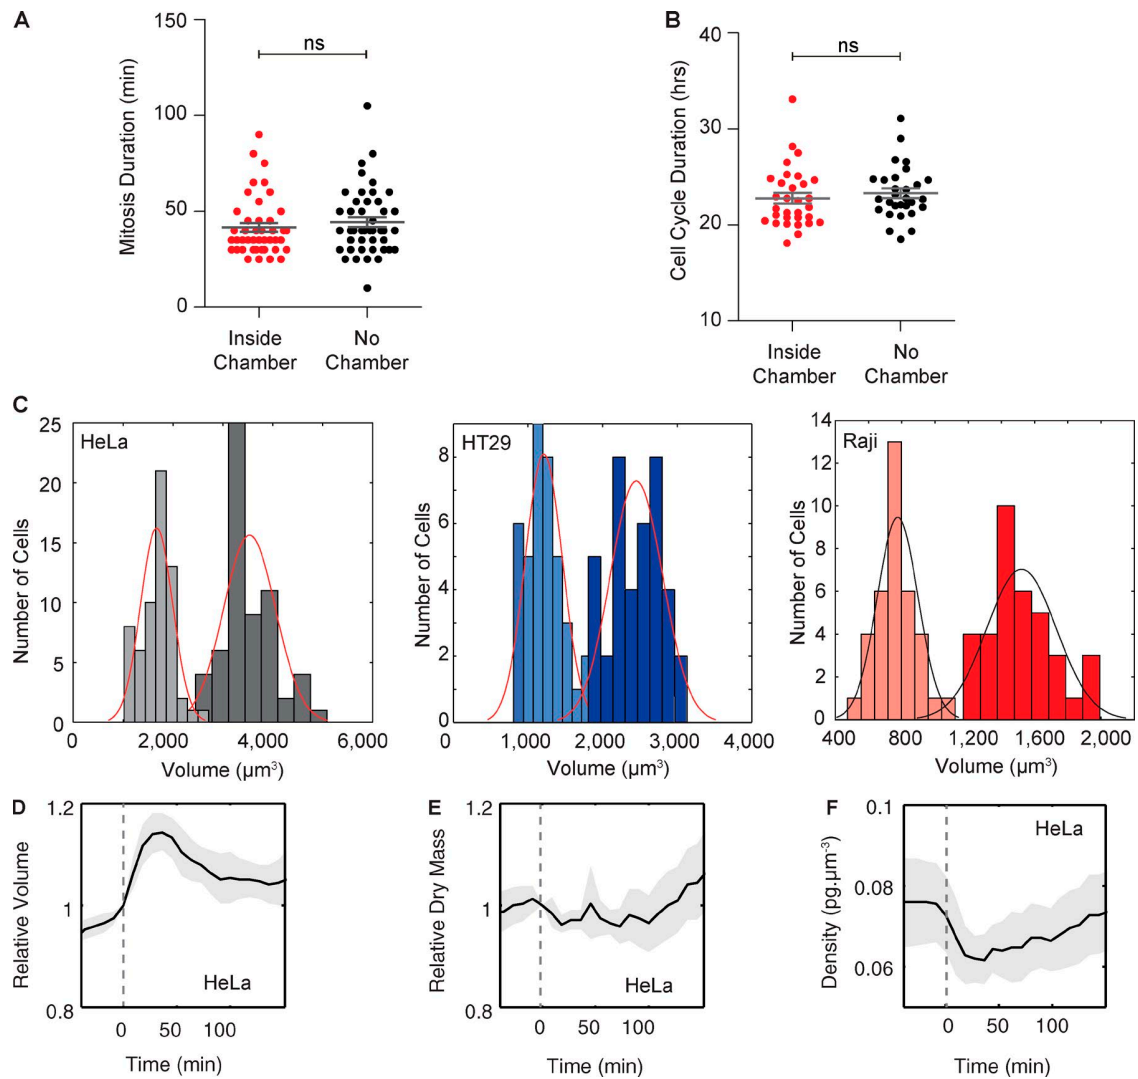 A
Mitosis Duration (min)
150
100
50
0
ns
Inside
Chamber
No
Chamber
B
Cell Cycle Duration (hrs)
40
30
20
10
ns
Inside
Chamber
No
Chamber
C
HeLa
Number of Cells
25
20
15
10
5
0
0
2,000
4,000
6,000
Volume (µm³)
HT29
Number of Cells
8
6
4
2
0
0
1,000
2,000
3,000
4,000
Volume (µm³)
Raji
Number of Cells
14
12
10
8
6
4
2
0
400
800
1,200
1,600
2,000
Volume (µm³)
D
Relative Volume
1.2
1
0.8
HeLa
0
50
100
Time (min)
E
Relative Dry Mass
1.2
1
0.8
HeLa
0
50
100
Time (min)
F
Density (pg.µm⁻³)
0.1
0.08
0.06
HeLa
0
50
100
Time (min)